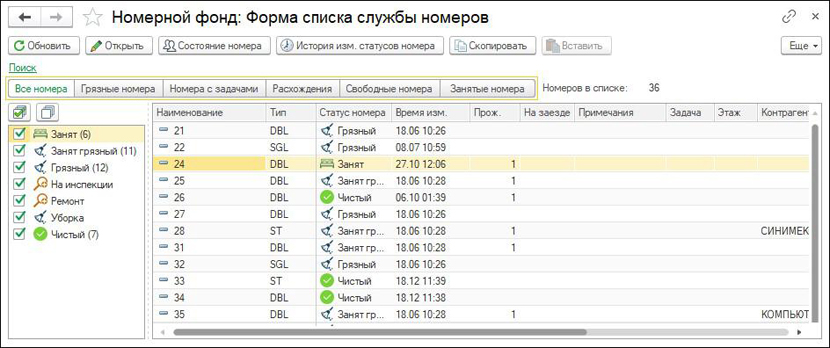 Номерной фонд: Форма списка службы номеров
Обновить Открыть Состояние номера История изм. статусов номера Скопировать Вставить Еще
Поиск
Все номера Грязные номера Номера с задачами Расхождения Свободные номера Занятые номера Номеров в списке: 36
Наименование Тип Статус номера Время изм. Прож. На заезде Примечания Задача Этаж Контрагент
Занят (6)
Занят грязный (11)
Грязный (12)
На инспекции
Ремонт
Уборка
Чистый (7)
21 DBL Грязный 18.06 10:26
22 SGL Грязный 08.07 10:59
24 DBL Занят 27.10 12:06 1
25 DBL Занят гр... 18.06 10:28 1
26 DBL Чистый 06.10 01:39 1
27 DBL Грязный 18.06 10:26
28 ST Занят гр... 18.06 10:28 1 СИНИМЕК
31 DBL Занят гр... 18.06 10:28 1
32 SGL Грязный 18.06 10:26
33 ST Чистый 18.12 11:39
34 DBL Чистый 18.12 11:38
35 DBL Занят гр... 18.06 10:28 1 КОМПЬЮТ